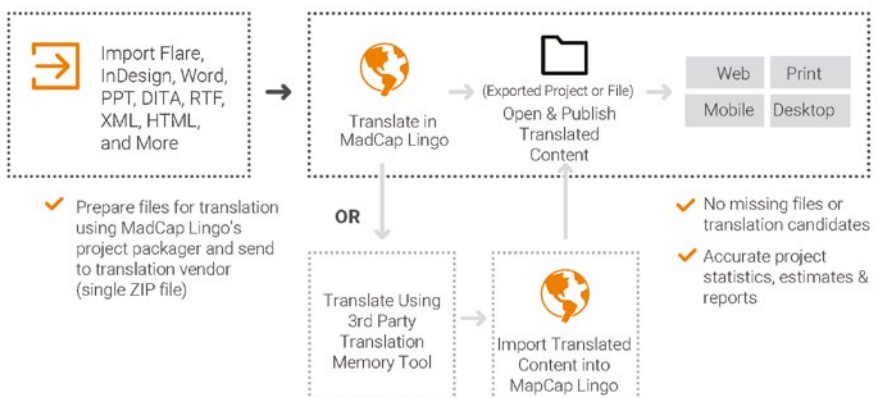 Import Flare,
InDesign, Word,
PPT, DITA, RTF,
XML, HTML,
and More
Translate in
MadCap Lingo
(Exported Project or File)
Open & Publish
Translated
Content
Web
Print
Mobile
Desktop
Prepare files for translation
using MadCap Lingo's
project packager and send
to translation vendor
(single ZIP file)
OR
No missing files or
translation candidates
Accurate project
statistics, estimates &
reports
Translate Using
3rd Party
Translation
Memory Tool
Import Translated
Content into
MapCap Lingo